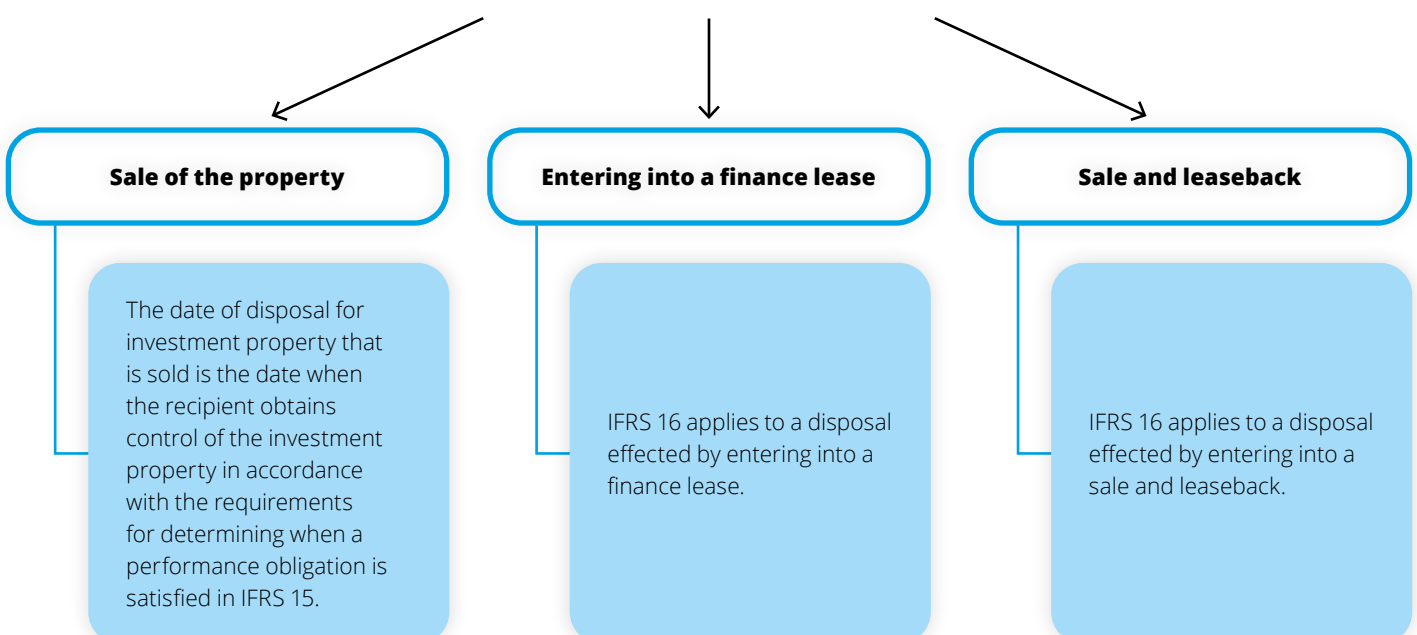 Sale of the property
The date of disposal for
investment property that
is sold is the date when
the recipient obtains
control of the investment
property in accordance
with the requirements
for determining when a
performance obligation is
satisfied in IFRS 15.
Entering into a finance lease
IFRS 16 applies to a disposal
effected by entering into a
finance lease.
Sale and leaseback
IFRS 16 applies to a disposal
effected by entering into a
sale and leaseback.